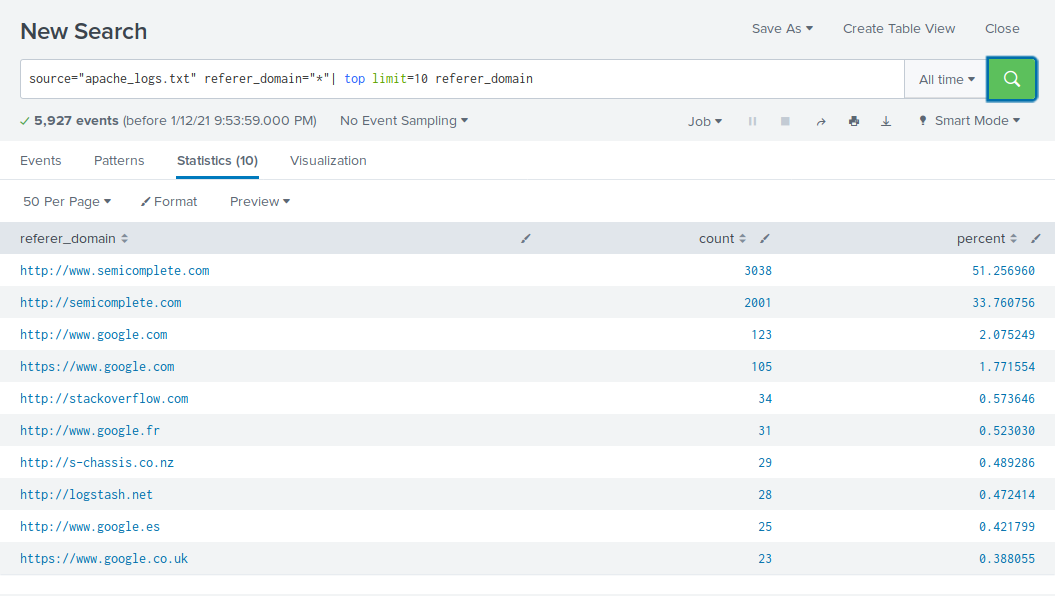 New Search
Save As Create Table View Close
source="apache_logs.txt" referer_domain="*"| top limit=10 referer_domain
All time
5,927 events (before 1/12/21 9:53:59.000 PM) No Event Sampling Job Smart Mode
Events Patterns Statistics (10) Visualization
50 Per Page Format Preview
referer_domain count percent
http://www.semicomplete.com 3038 51.256960
http://semicomplete.com 2001 33.760756
http://www.google.com 123 2.075249
https://www.google.com 105 1.771554
http://stackoverflow.com 34 0.573646
http://www.google.fr 31 0.523030
http://s-chassis.co.nz 29 0.489286
http://logstash.net 28 0.472414
http://www.google.es 25 0.421799
https://www.google.co.uk 23 0.388055